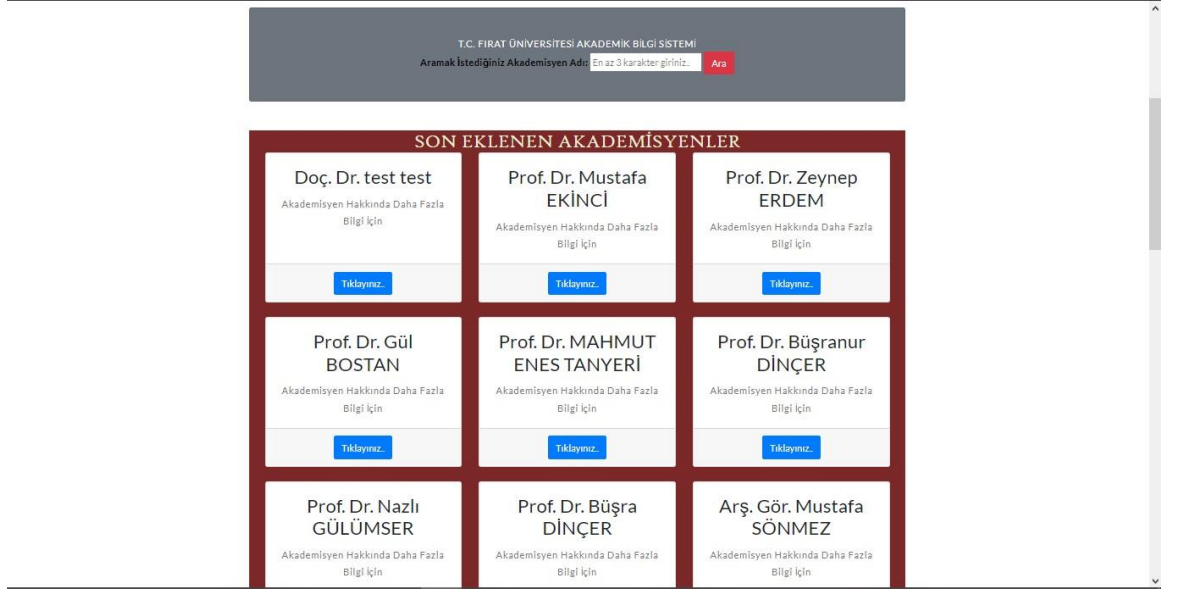 T.C. FIRAT ÜNİVERSİTESİ AKADEMİK BİLGİ SİSTEMİ
Aramak İstediğiniz Akademisyen Adı: En az 3 karakter giriniz.. Ara
SON EKLENEN AKADEMİSYENLER
Doç. Dr. test test
Akademisyen Hakkında Daha Fazla
Bilgi İçin
Tıklayınız..
Prof. Dr. Mustafa
EKİNCİ
Akademisyen Hakkında Daha Fazla
Bilgi İçin
Tıklayınız..
Prof. Dr. Zeynep
ERDEM
Akademisyen Hakkında Daha Fazla
Bilgi İçin
Tıklayınız..
Prof. Dr. Gül
BOSTAN
Akademisyen Hakkında Daha Fazla
Bilgi İçin
Tıklayınız..
Prof. Dr. MAHMUT
ENES TANYERİ
Akademisyen Hakkında Daha Fazla
Bilgi İçin
Tıklayınız..
Prof. Dr. Büşranur
DİNÇER
Akademisyen Hakkında Daha Fazla
Bilgi İçin
Tıklayınız..
Prof. Dr. Nazlı
GÜLÜMSER
Akademisyen Hakkında Daha Fazla
Bilgi İçin
Prof. Dr. Büşra
DİNÇER
Akademisyen Hakkında Daha Fazla
Bilgi İçin
Arş. Gör. Mustafa
SÖNMEZ
Akademisyen Hakkında Daha Fazla
Bilgi İçin